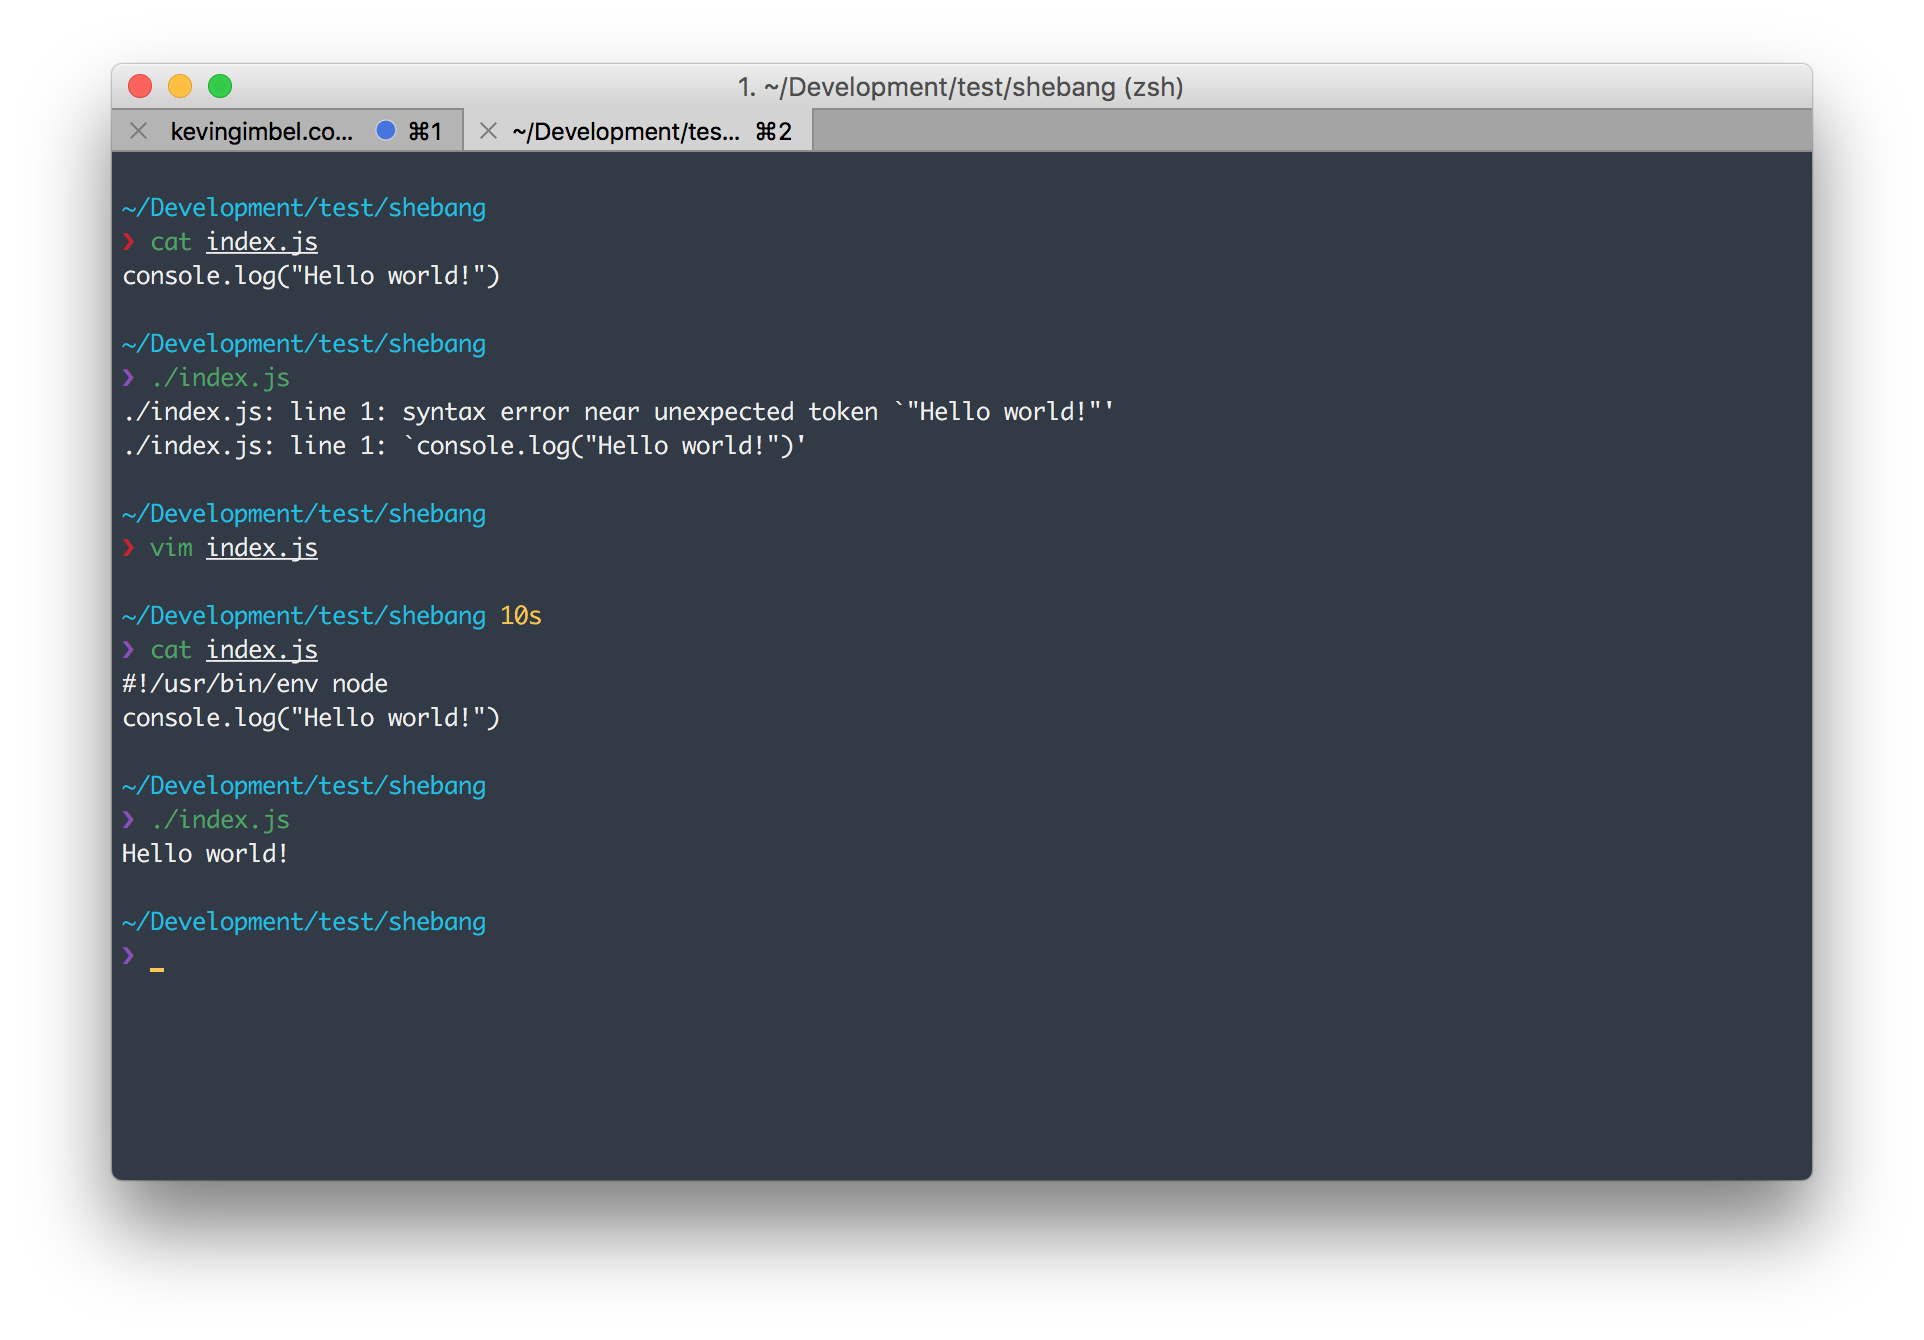 1. ~/Development/test/shebang (zsh)
kevingimbel.co... ⌘1 ~/Development/tes... ⌘2
~/Development/test/shebang
❯ cat index.js
console.log("Hello world!")
~/Development/test/shebang
❯ ./index.js
./index.js: line 1: syntax error near unexpected token `"Hello world!"'
./index.js: line 1: `console.log("Hello world!")'
~/Development/test/shebang
❯ vim index.js
~/Development/test/shebang 10s
❯ cat index.js
#!/usr/bin/env node
console.log("Hello world!")
~/Development/test/shebang
❯ ./index.js
Hello world!
~/Development/test/shebang
❯ _